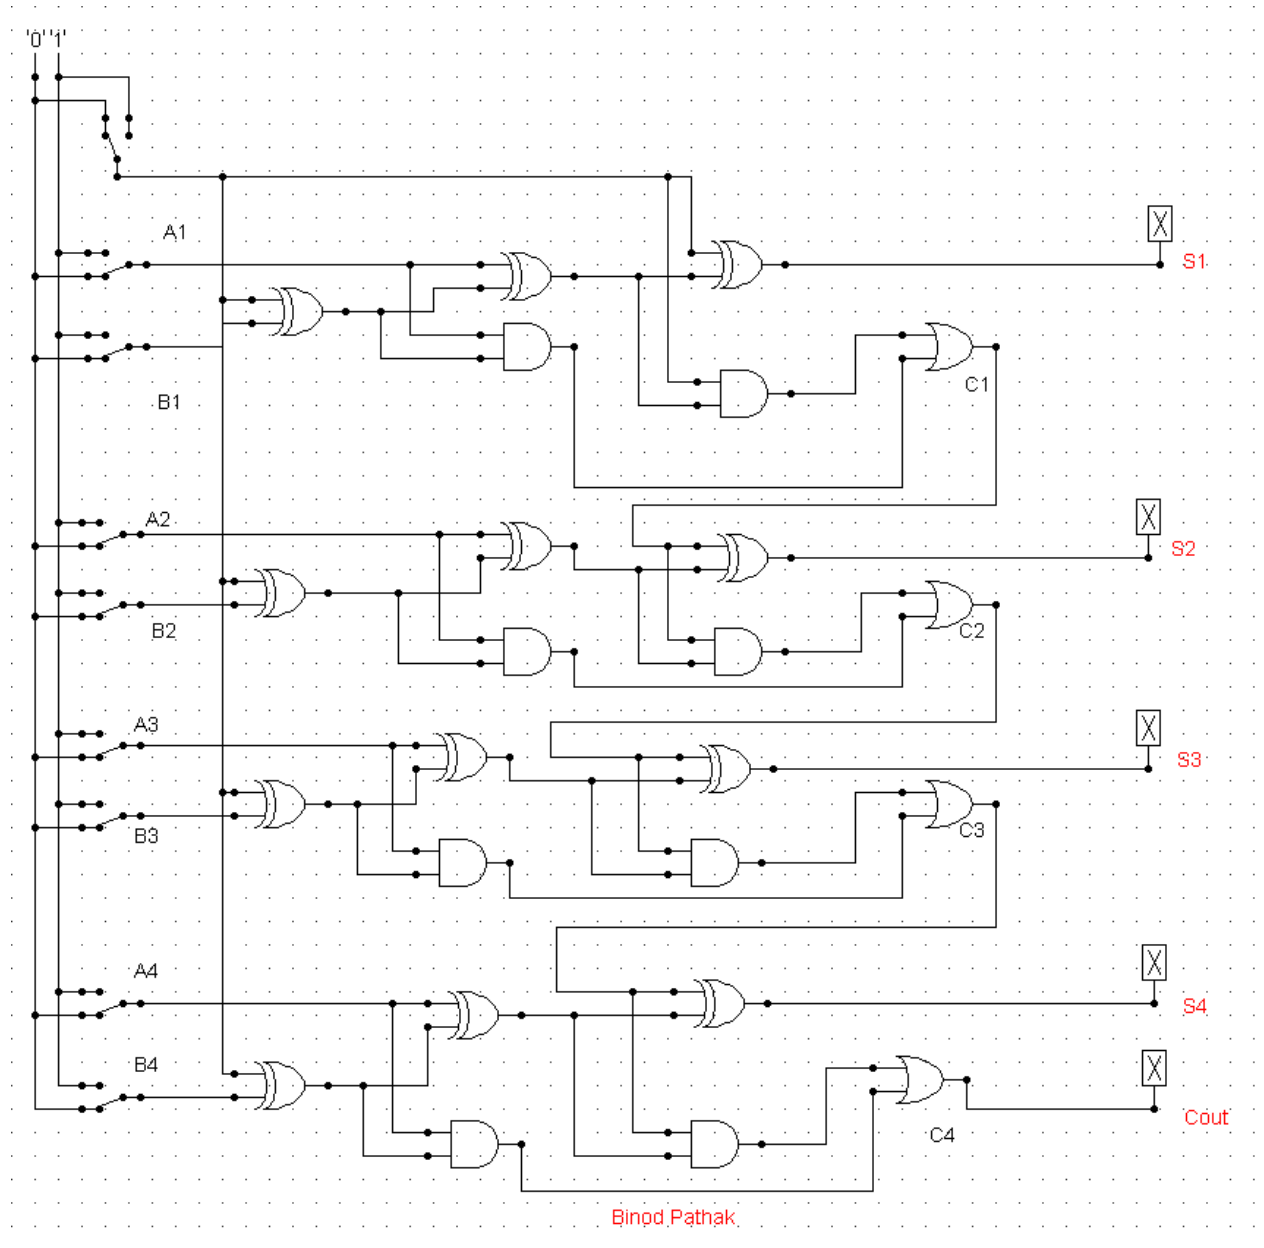 '0' '1'
A1
S1
C1
B1
A2
S2
B2
C2
A3
S3
B3
C3
A4
S4
B4
Cout
C4
Binod Pathak